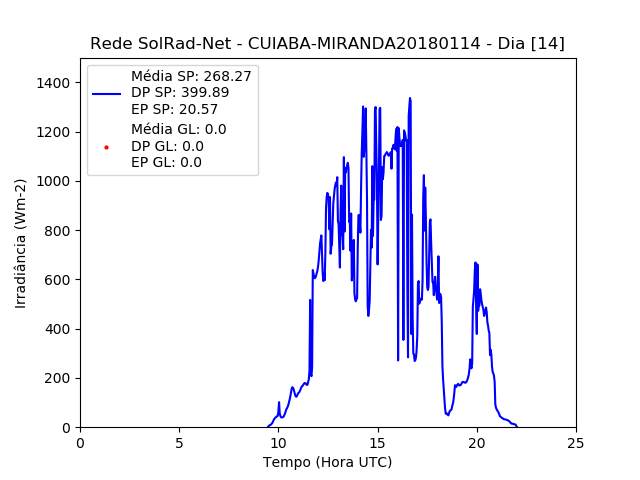 Rede SolRad-Net - CUIABA-MIRANDA20180114 - Dia [14]
Média SP: 268.27
DP SP: 399.89
EP SP: 20.57
Média GL: 0.0
DP GL: 0.0
EP GL: 0.0
Irradiância (Wm-2)
1400
1200
1000
800
600
400
200
0
0 5 10 15 20 25
Tempo (Hora UTC)